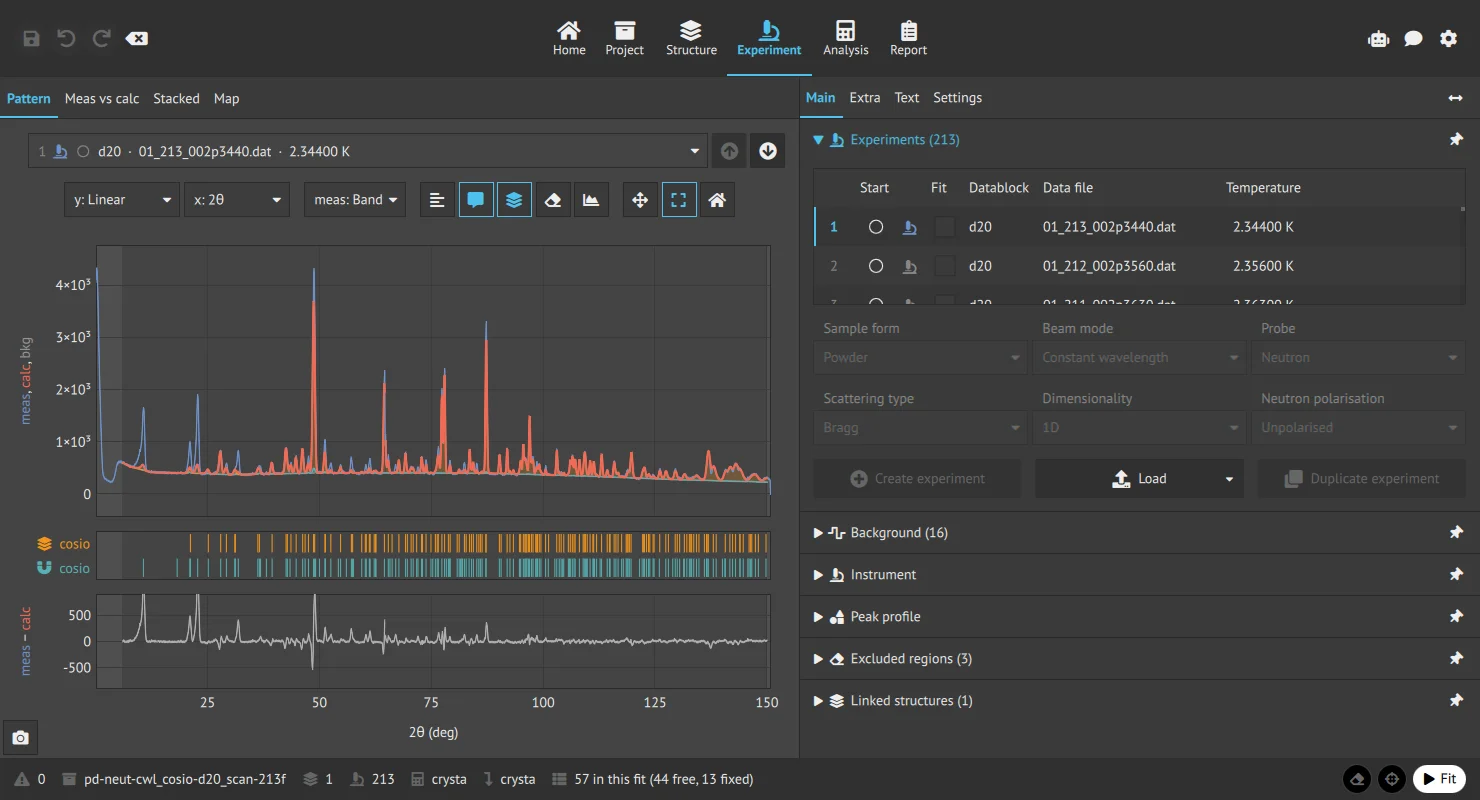 Home Project Structure Experiment Analysis Report
Pattern Meas vs calc Stacked Map
1 d20 · 01_213_002p3440.dat · 2.34400 K
y: Linear x: 2θ meas: Band
4×10³
3×10³
2×10³
1×10³
0
meas, calc, bkg
cosio
cosio
500
0
-500
meas − calc
25 50 75 100 125 150
2θ (deg)
Main Extra Text Settings
Experiments (213)
Start Fit Datablock Data file Temperature
1 d20 01_213_002p3440.dat 2.34400 K
2 d20 01_212_002p3560.dat 2.35600 K
3 d20 01_211_002p3630.dat 2.36300 K
Sample form Beam mode Probe
Powder Constant wavelength Neutron
Scattering type Dimensionality Neutron polarisation
Bragg 1D Unpolarised
Create experiment Load Duplicate experiment
Background (16)
Instrument
Peak profile
Excluded regions (3)
Linked structures (1)
0 pd-neut-cwl_cosio-d20_scan-213f 1 213 crysta crysta 57 in this fit (44 free, 13 fixed) Fit